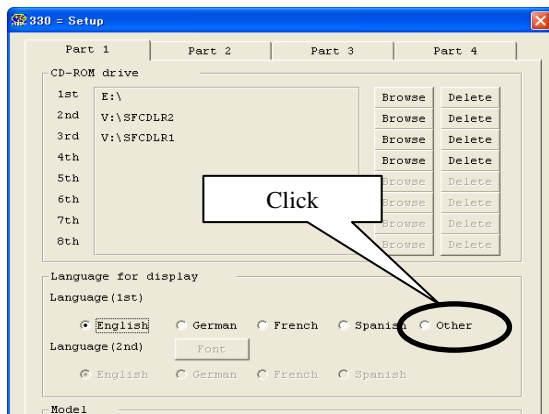 330 = Setup
Part 1 Part 2 Part 3 Part 4
CD-ROM drive
1st E:\ Browse Delete
2nd V:\SFCDLR2 Browse Delete
3rd V:\SFCDLR1 Browse Delete
4th Browse Delete
5th Browse Delete
6th Browse Delete
7th Browse Delete
8th Browse Delete
Click
Language for display
Language(1st)
English German French Spanish Other
Language(2nd) Font
English German French Spanish
Model